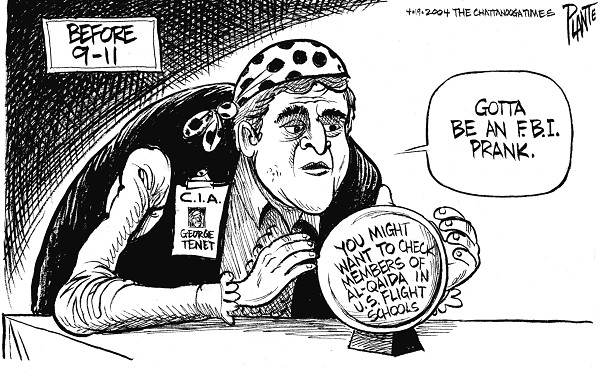 4•19•2004 THE CHATTANOOGA TIMES
PLANTE
BEFORE
9-11
GOTTA
BE AN F.B.I.
PRANK.
C.I.A.
GEORGE
TENET
YOU MIGHT
WANT TO CHECK
MEMBERS OF
AL-QAIDA IN
U.S. FLIGHT
SCHOOLS